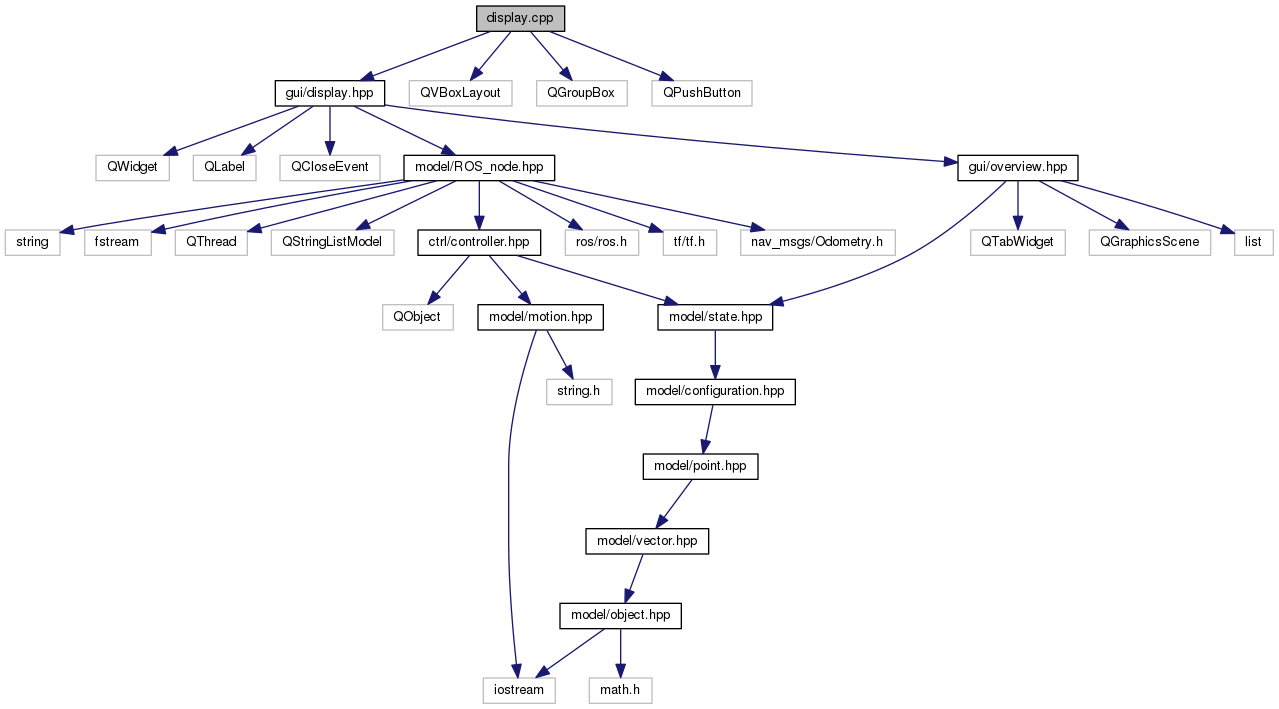 display.cpp
gui/display.hpp
QVBoxLayout
QGroupBox
QPushButton
QWidget
QLabel
QCloseEvent
model/ROS_node.hpp
gui/overview.hpp
string
fstream
QThread
QStringListModel
ctrl/controller.hpp
ros/ros.h
tf/tf.h
nav_msgs/Odometry.h
QTabWidget
QGraphicsScene
list
QObject
model/motion.hpp
model/state.hpp
string.h
model/configuration.hpp
model/point.hpp
model/vector.hpp
model/object.hpp
iostream
math.h